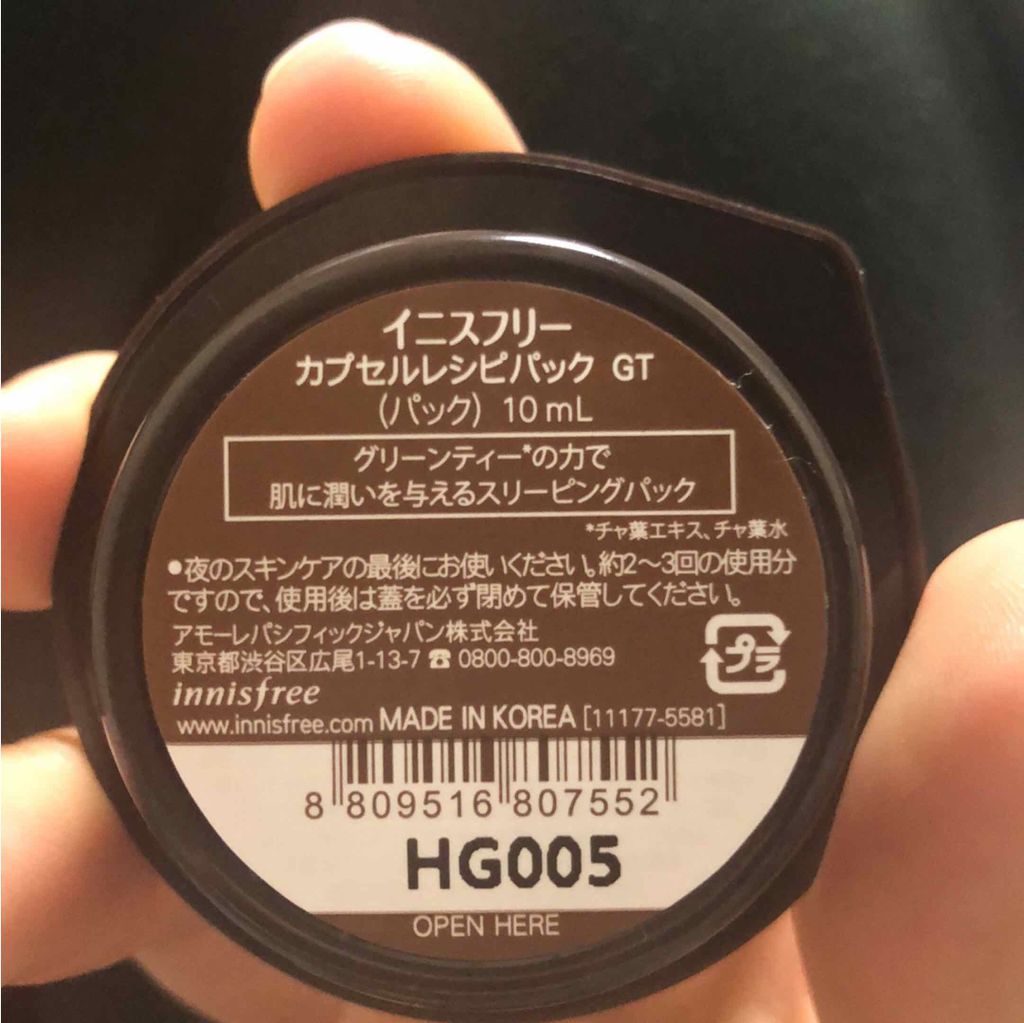 イニスフリー
カプセルレシピパック GT
(パック) 10mL
グリーンティー*の力で
肌に潤いを与えるスリーピングパック
*チャ葉エキス、チャ葉水
•夜のスキンケアの最後にお使いください。約2〜3回の使用分
ですので、使用後は蓋を必ず閉めて保管してください。
アモーレパシフィックジャパン株式会社
東京都渋谷区広尾1-13-7 ☎ 0800-800-8969
プラ
innisfree
www.innisfree.com MADE IN KOREA [11177-5581]
8 809516 807552
HG005
OPEN HERE